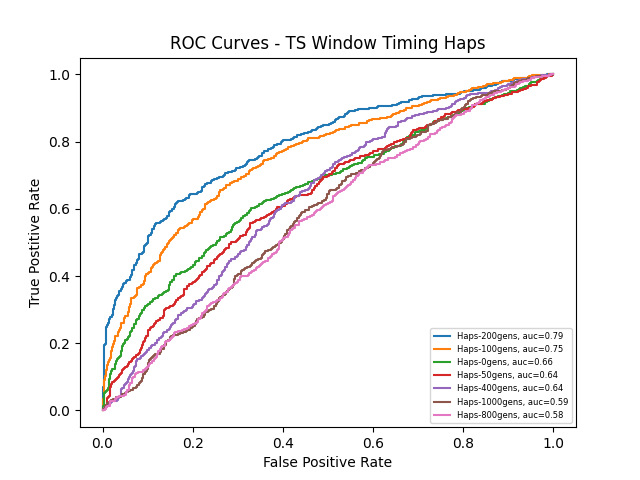 ROC Curves - TS Window Timing Haps
True Postitive Rate
1.0
0.8
0.6
0.4
0.2
0.0
Haps-200gens, auc=0.79
Haps-100gens, auc=0.75
Haps-0gens, auc=0.66
Haps-50gens, auc=0.64
Haps-400gens, auc=0.64
Haps-1000gens, auc=0.59
Haps-800gens, auc=0.58
0.0 0.2 0.4 0.6 0.8 1.0
False Positive Rate